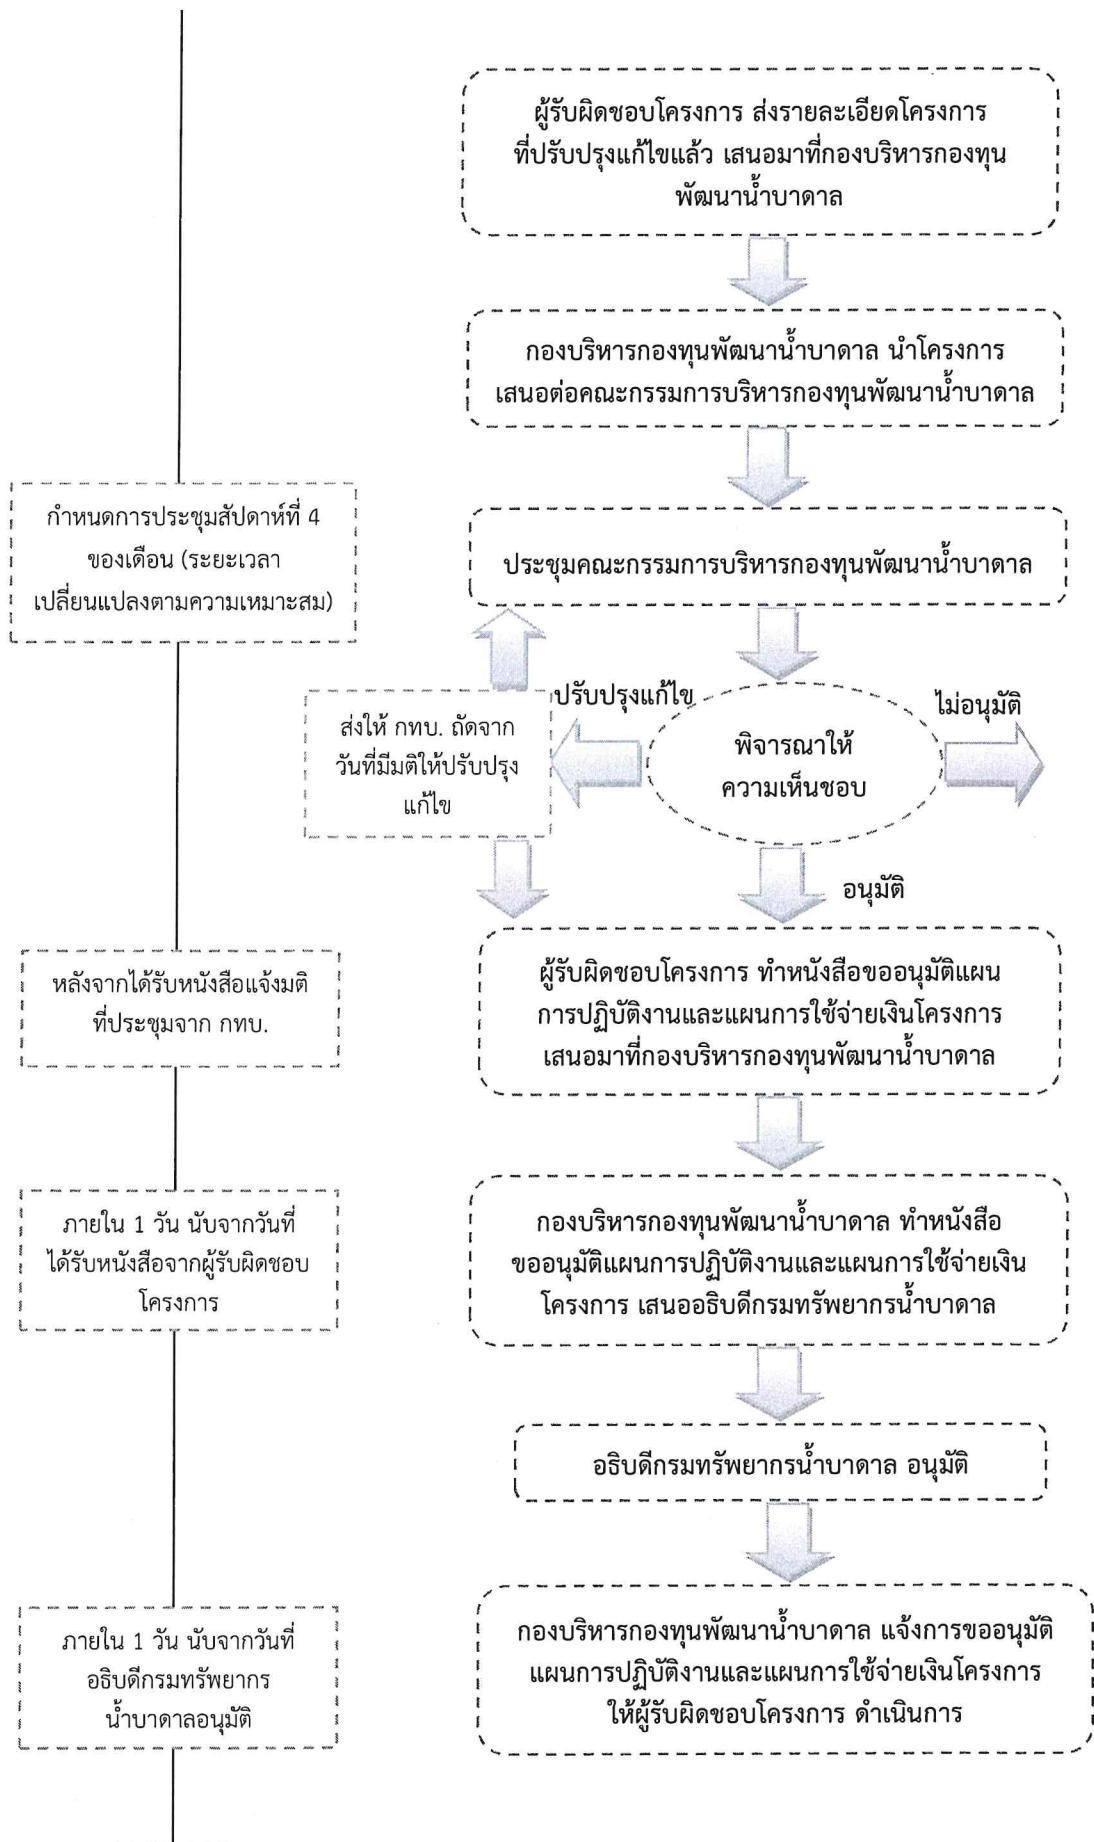 ผู้รับผิดชอบโครงการ ส่งรายละเอียดโครงการ
ที่ปรับปรุงแก้ไขแล้ว เสนอมาที่กองบริหารกองทุน
พัฒนาน้ำบาดาล
กองบริหารกองทุนพัฒนาน้ำบาดาล นำโครงการ
เสนอต่อคณะกรรมการบริหารกองทุนพัฒนาน้ำบาดาล
กำหนดการประชุมสัปดาห์ที่ 4
ของเดือน (ระยะเวลา
เปลี่ยนแปลงตามความเหมาะสม)
ประชุมคณะกรรมการบริหารกองทุนพัฒนาน้ำบาดาล
ส่งให้ กทบ. ถัดจาก
วันที่มีมติให้ปรับปรุง
แก้ไข
ปรับปรุงแก้ไข
พิจารณาให้
ความเห็นชอบ
ไม่อนุมัติ
อนุมัติ
หลังจากได้รับหนังสือแจ้งมติ
ที่ประชุมจาก กทบ.
ผู้รับผิดชอบโครงการ ทำหนังสือขออนุมัติแผน
การปฏิบัติงานและแผนการใช้จ่ายเงินโครงการ
เสนอมาที่กองบริหารกองทุนพัฒนาน้ำบาดาล
ภายใน 1 วัน นับจากวันที่
ได้รับหนังสือจากผู้รับผิดชอบ
โครงการ
กองบริหารกองทุนพัฒนาน้ำบาดาล ทำหนังสือ
ขออนุมัติแผนการปฏิบัติงานและแผนการใช้จ่ายเงิน
โครงการ เสนออธิบดีกรมทรัพยากรน้ำบาดาล
อธิบดีกรมทรัพยากรน้ำบาดาล อนุมัติ
ภายใน 1 วัน นับจากวันที่
อธิบดีกรมทรัพยากร
น้ำบาดาลอนุมัติ
กองบริหารกองทุนพัฒนาน้ำบาดาล แจ้งการขออนุมัติ
แผนการปฏิบัติงานและแผนการใช้จ่ายเงินโครงการ
ให้ผู้รับผิดชอบโครงการ ดำเนินการ